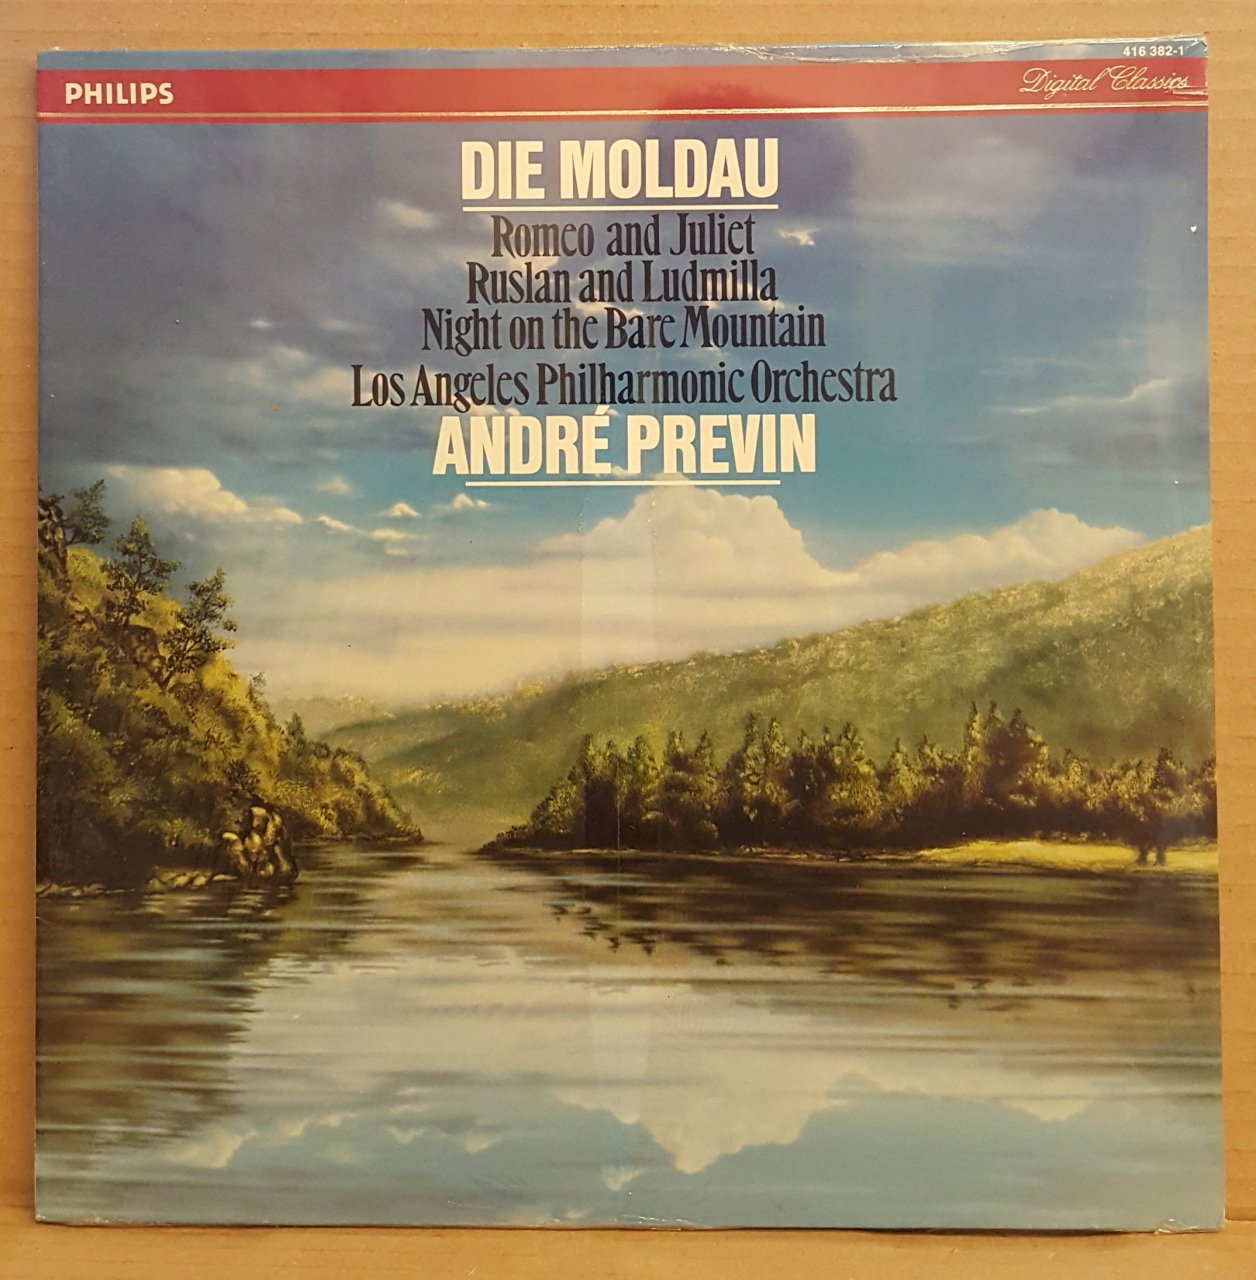 416 382-1
PHILIPS
Digital Classics
DIE MOLDAU
Romeo and Juliet
Ruslan and Ludmilla
Night on the Bare Mountain
Los Angeles Philharmonic Orchestra
ANDRÉ PREVIN